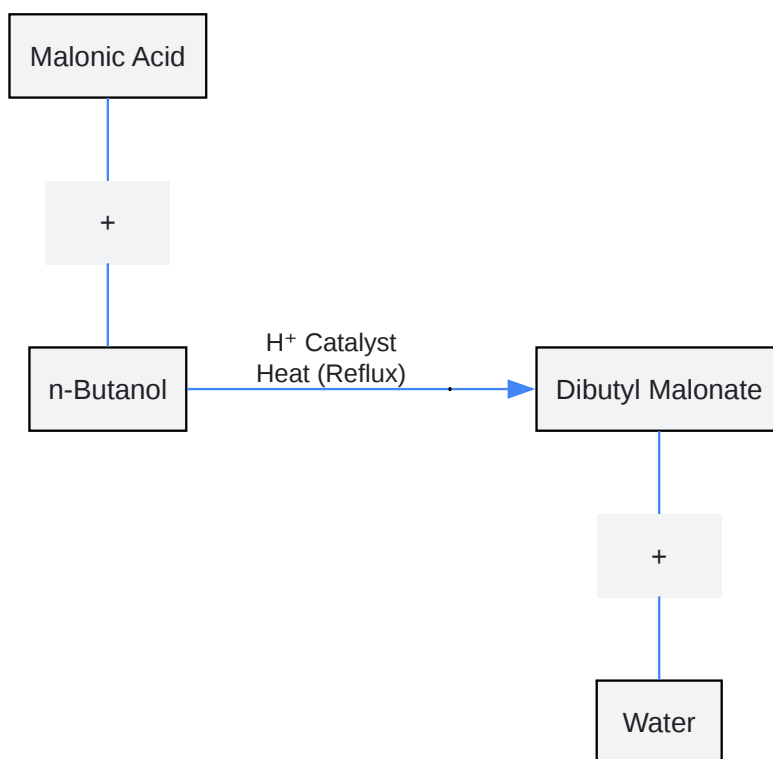 Malonic Acid
+
n-Butanol
H⁺ Catalyst
Heat (Reflux)
Dibutyl Malonate
+
Water